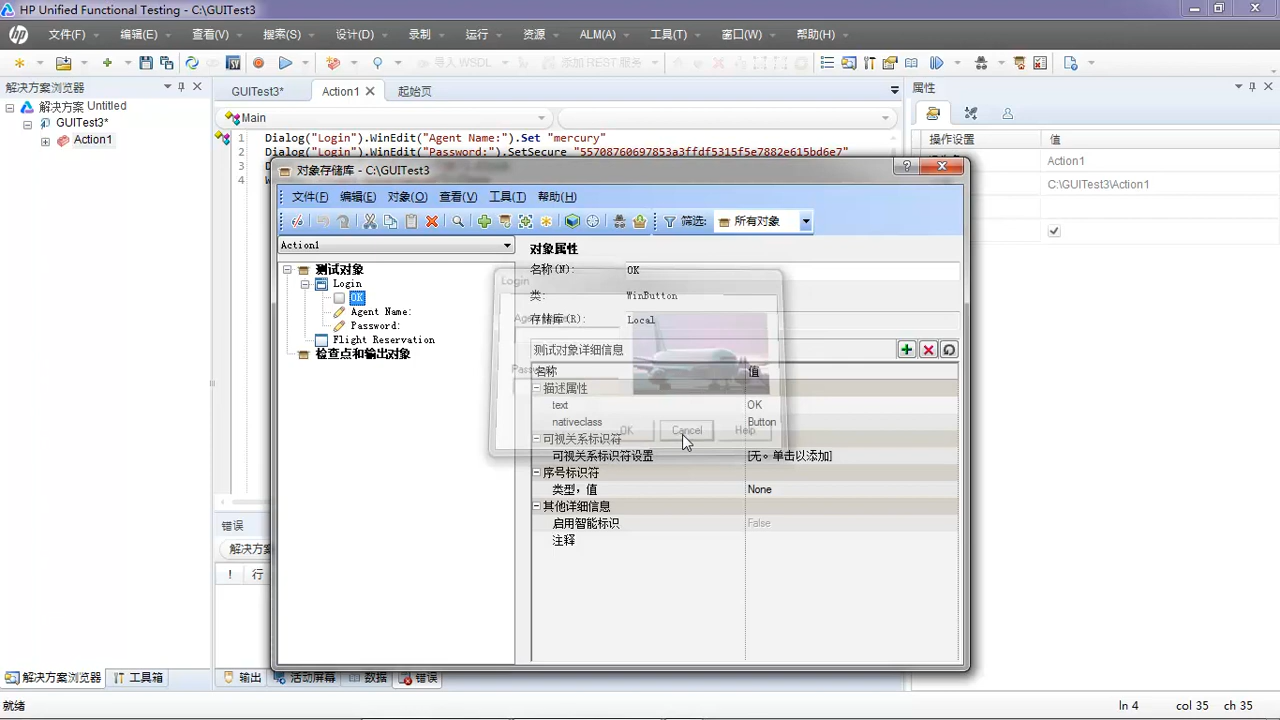 HP Unified Functional Testing - C:\GUITest3
文件(F) 编辑(E) 查看(V) 搜索(S) 设计(D) 录制 运行 资源 ALM(A) 工具(T) 窗口(W) 帮助(H)
导入 WSDL 添加 REST 服务
解决方案浏览器
GUITest3* Action1 起始页
属性
解决方案 Untitled
GUITest3*
Action1
Main
操作设置 值
1 Dialog("Login").WinEdit("Agent Name:").Set "mercury"
2 Dialog("Login").WinEdit("Password:").SetSecure "55708760697853a3ffdf5315f5e7882e615bd6e7"
3
4
Action1
C:\GUITest3\Action1
对象存储库 - C:\GUITest3
文件(F) 编辑(E) 对象(O) 查看(V) 工具(T) 帮助(H)
筛选: 所有对象
Action1
测试对象
Login
OK
Agent Name:
Password:
Flight Reservation
检查点和输出对象
对象属性
名称(N): OK
类: WinButton
存储库(R): Local
测试对象详细信息
名称 值
描述属性
text OK
nativeclass Button
可视关系标识符
可视关系标识符设置 [无。单击以添加]
序号标识符
类型，值 None
其他详细信息
启用智能标识 False
注释
Login
OK Cancel Help
错误
解决方案
! 行
解决方案浏览器 工具箱 输出 活动屏幕 数据 错误
就绪 Ln 4 col 35 ch 35